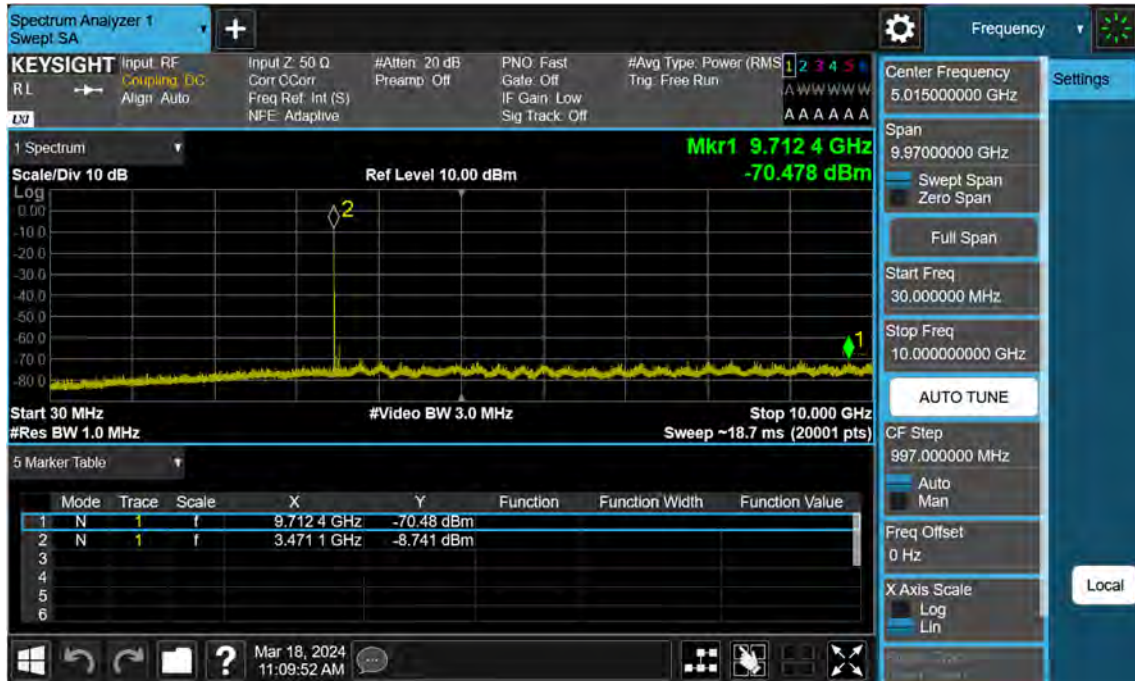 Spectrum Analyzer 1
Swept SA
Frequency
KEYSIGHT
RL
LXI
Input: RF
Coupling: DC
Align: Auto
Input Z: 50 Ω
Corr CCorr
Freq Ref: Int (S)
NFE: Adaptive
#Atten: 20 dB
Preamp: Off
PNO: Fast
Gate: Off
IF Gain: Low
Sig Track: Off
#Avg Type: Power (RMS
Trig: Free Run
1 2 3 4 5 6
A W W W W W
A A A A A A
1 Spectrum
Mkr1 9.712 4 GHz
Scale/Div 10 dB
Ref Level 10.00 dBm
-70.478 dBm
Log
0.00
-10.0
-20.0
-30.0
-40.0
-50.0
-60.0
-70.0
-80.0
2
1
Start 30 MHz
#Video BW 3.0 MHz
Stop 10.000 GHz
#Res BW 1.0 MHz
Sweep ~18.7 ms (20001 pts)
5 Marker Table
Mode Trace Scale X Y Function Function Width Function Value
1 N 1 f 9.712 4 GHz -70.48 dBm
2 N 1 f 3.471 1 GHz -8.741 dBm
3
4
5
6
Mar 18, 2024
11:09:52 AM
Center Frequency
5.015000000 GHz
Span
9.97000000 GHz
Swept Span
Zero Span
Full Span
Start Freq
30.000000 MHz
Stop Freq
10.000000000 GHz
AUTO TUNE
CF Step
997.000000 MHz
Auto
Man
Freq Offset
0 Hz
X Axis Scale
Log
Lin
Settings
Local